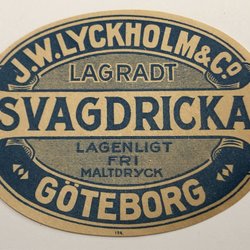 J.W. LYCKHOLM & Co
LAGRADT
SVAGDRICKA
LAGENLIGT
FRI
MALTDRYCK
GÖTEBORG